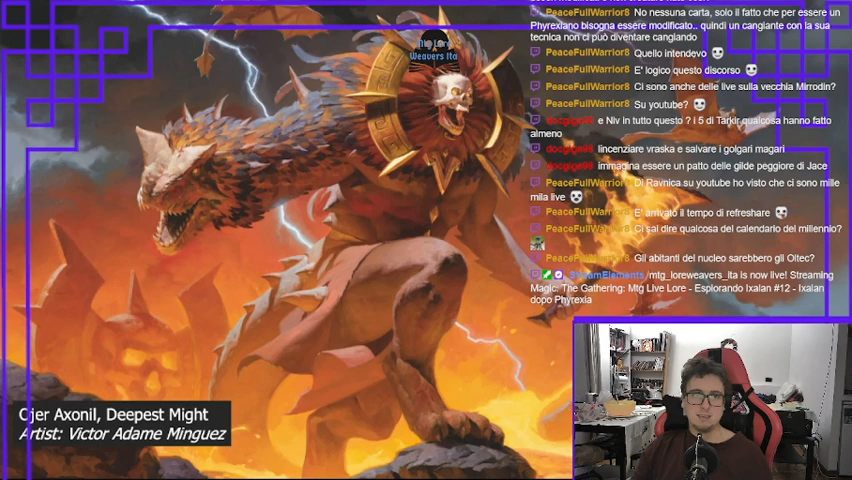 Mtg Lore
Weavers Ita
PeaceFullWarrior8 No nessuna carta, solo il fatto che per essere un
Phyrexiano bisogna essere modificato.. quindi un cangiante con la sua
tecnica non ci può diventare cangiando
PeaceFullWarrior8 Quello intendevo
PeaceFullWarrior8 E' logico questo discorso
PeaceFullWarrior8 Ci sono anche delle live sulla vecchia Mirrodin?
PeaceFullWarrior8 Su youtube?
e Niv in tutto questo ? i 5 di Tarkir qualcosa hanno fatto
almeno
lincenziare vraska e salvare i golgari magari
immadina essere un patto delle gilde peggiore di Jace
PeaceFullWarrior8 Di Ravnica su youtube ho visto che ci sono mille
mila live
PeaceFullWarrior8 E' arrivato il tempo di refreshare
PeaceFullWarrior8 Ci sai dire qualcosa del calendario del millennio?
PeaceFullWarrior8 Gli abitanti del nucleo sarebbero gli Oltec?
StreamElements /mtg_loreweavers_ita is now live! Streaming
Magic: The Gathering: Mtg Live Lore - Esplorando Ixalan #12 - Ixalan
dopo Phyrexia
Ojer Axonil, Deepest Might
Artist: Victor Adame Minguez